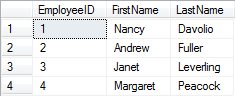 EmployeeID FirstName LastName
1 1 Nancy Davolio
2 2 Andrew Fuller
3 3 Janet Leverling
4 4 Margaret Peacock